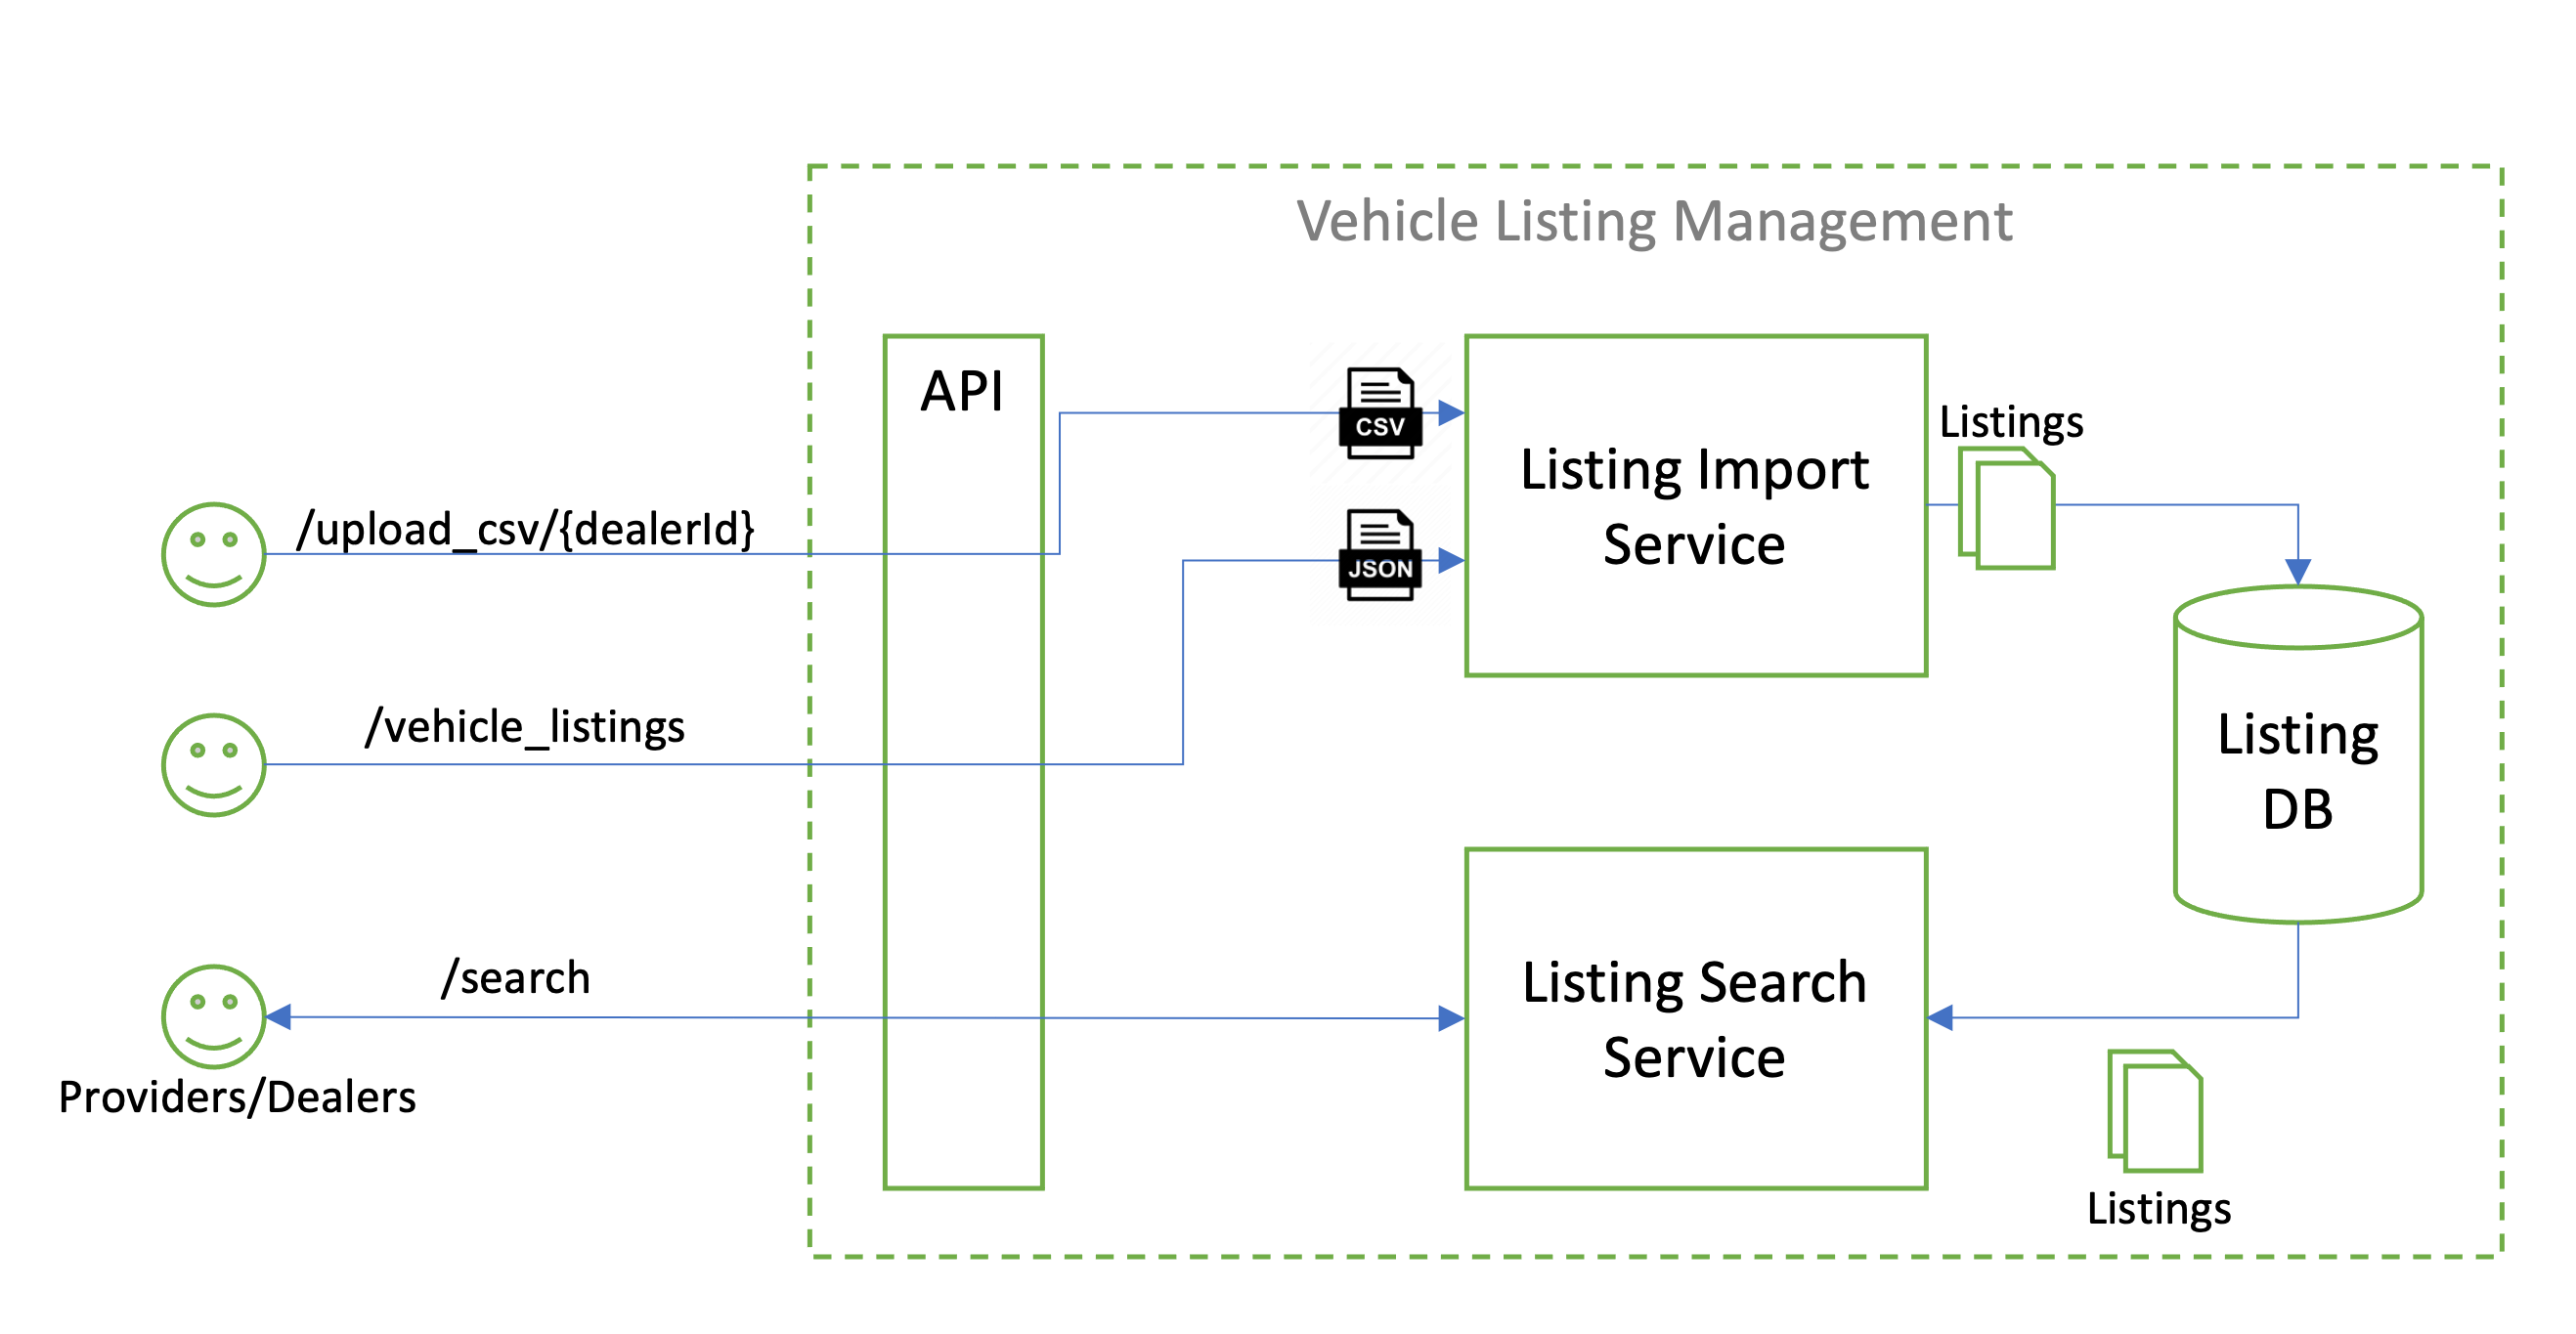 Vehicle Listing Management
API
CSV
Listing Import
Service
Listings
/upload_csv/{dealerId}
JSON
/vehicle_listings
Listing
DB
/search
Listing Search
Service
Providers/Dealers
Listings